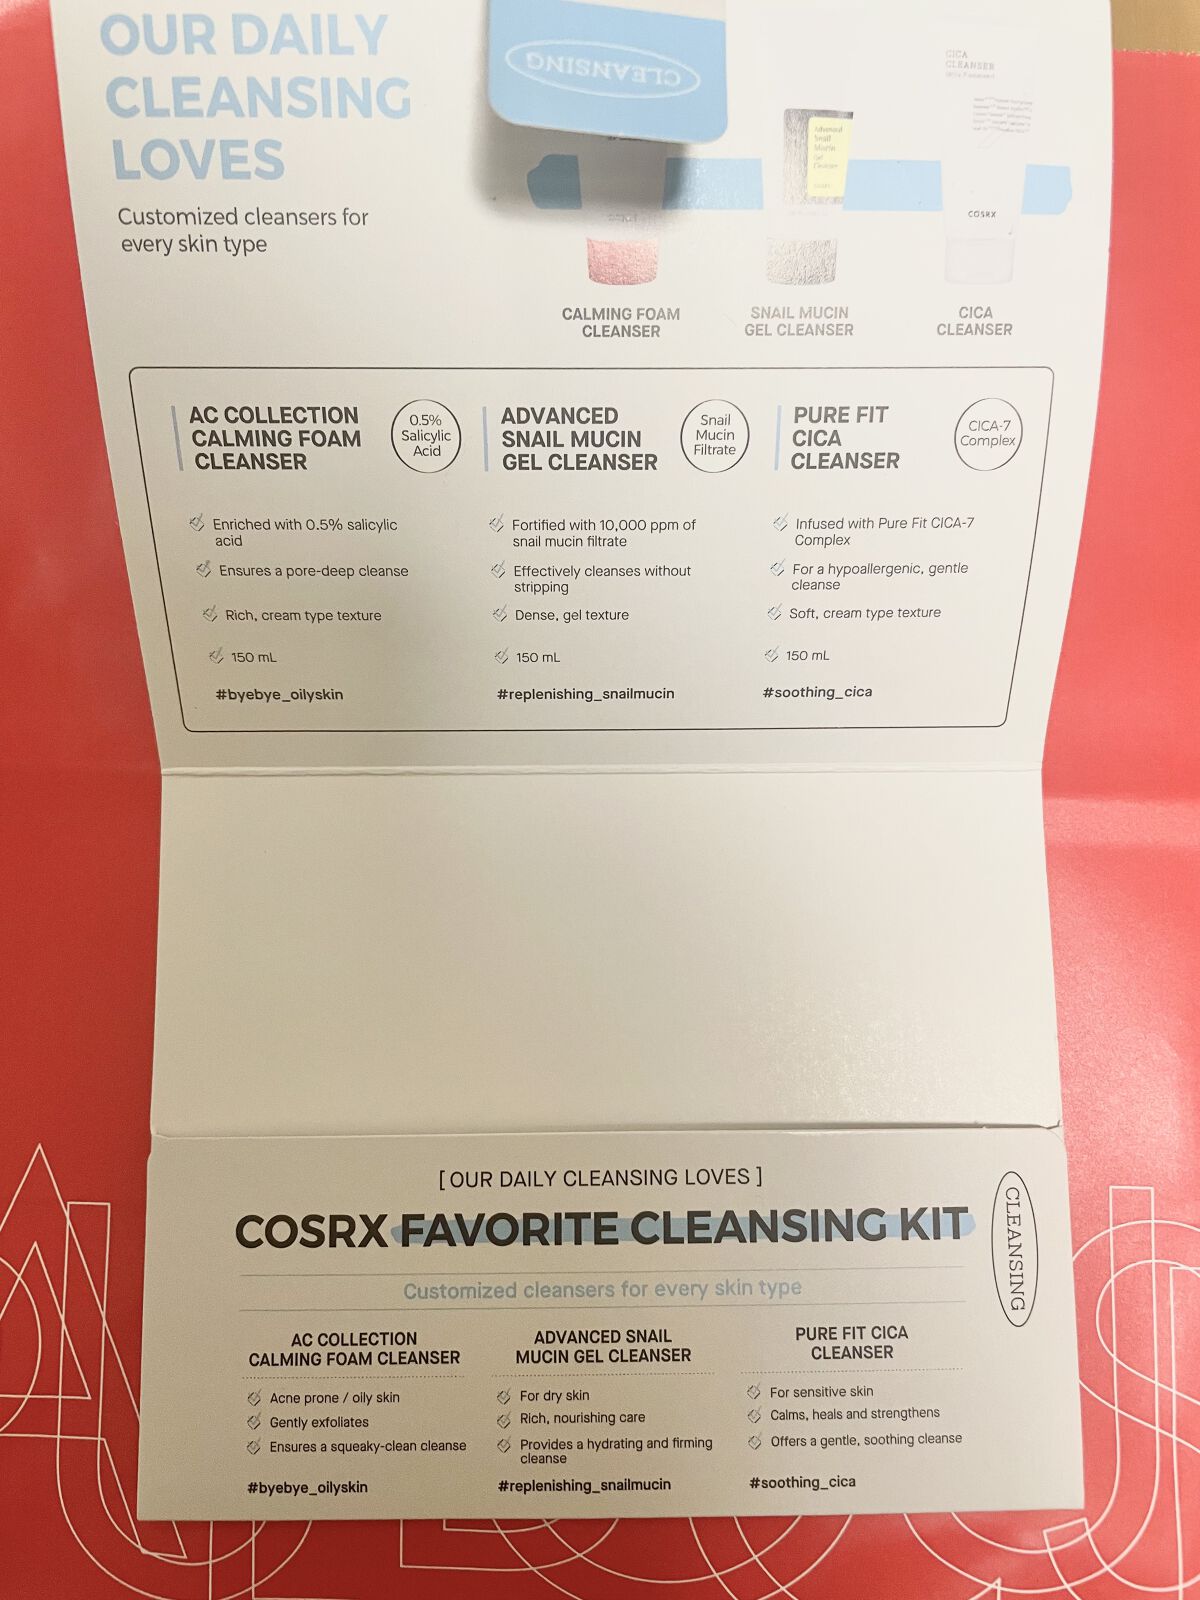 OUR DAILY
CLEANSING
LOVES
Customized cleansers for
every skin type
CLEANSING
Advanced
Snail
Mucin
Gel
Cleanser
CICA
CLEANSER
COSRX
CALMING FOAM
CLEANSER
SNAIL MUCIN
GEL CLEANSER
CICA
CLEANSER
AC COLLECTION
CALMING FOAM
CLEANSER
0.5%
Salicylic
Acid
Enriched with 0.5% salicylic
acid
Ensures a pore-deep cleanse
Rich, cream type texture
150 mL
#byebye_oilyskin
ADVANCED
SNAIL MUCIN
GEL CLEANSER
Snail
Mucin
Filtrate
Fortified with 10,000 ppm of
snail mucin filtrate
Effectively cleanses without
stripping
Dense, gel texture
150 mL
#replenishing_snailmucin
PURE FIT
CICA
CLEANSER
CICA-7
Complex
Infused with Pure Fit CICA-7
Complex
For a hypoallergenic, gentle
cleanse
Soft, cream type texture
150 mL
#soothing_cica
[ OUR DAILY CLEANSING LOVES ]
COSRX FAVORITE CLEANSING KIT
CLEANSING
Customized cleansers for every skin type
AC COLLECTION
CALMING FOAM CLEANSER
Acne prone / oily skin
Gently exfoliates
Ensures a squeaky-clean cleanse
#byebye_oilyskin
ADVANCED SNAIL
MUCIN GEL CLEANSER
For dry skin
Rich, nourishing care
Provides a hydrating and firming
cleanse
#replenishing_snailmucin
PURE FIT CICA
CLEANSER
For sensitive skin
Calms, heals and strengthens
Offers a gentle, soothing cleanse
#soothing_cica